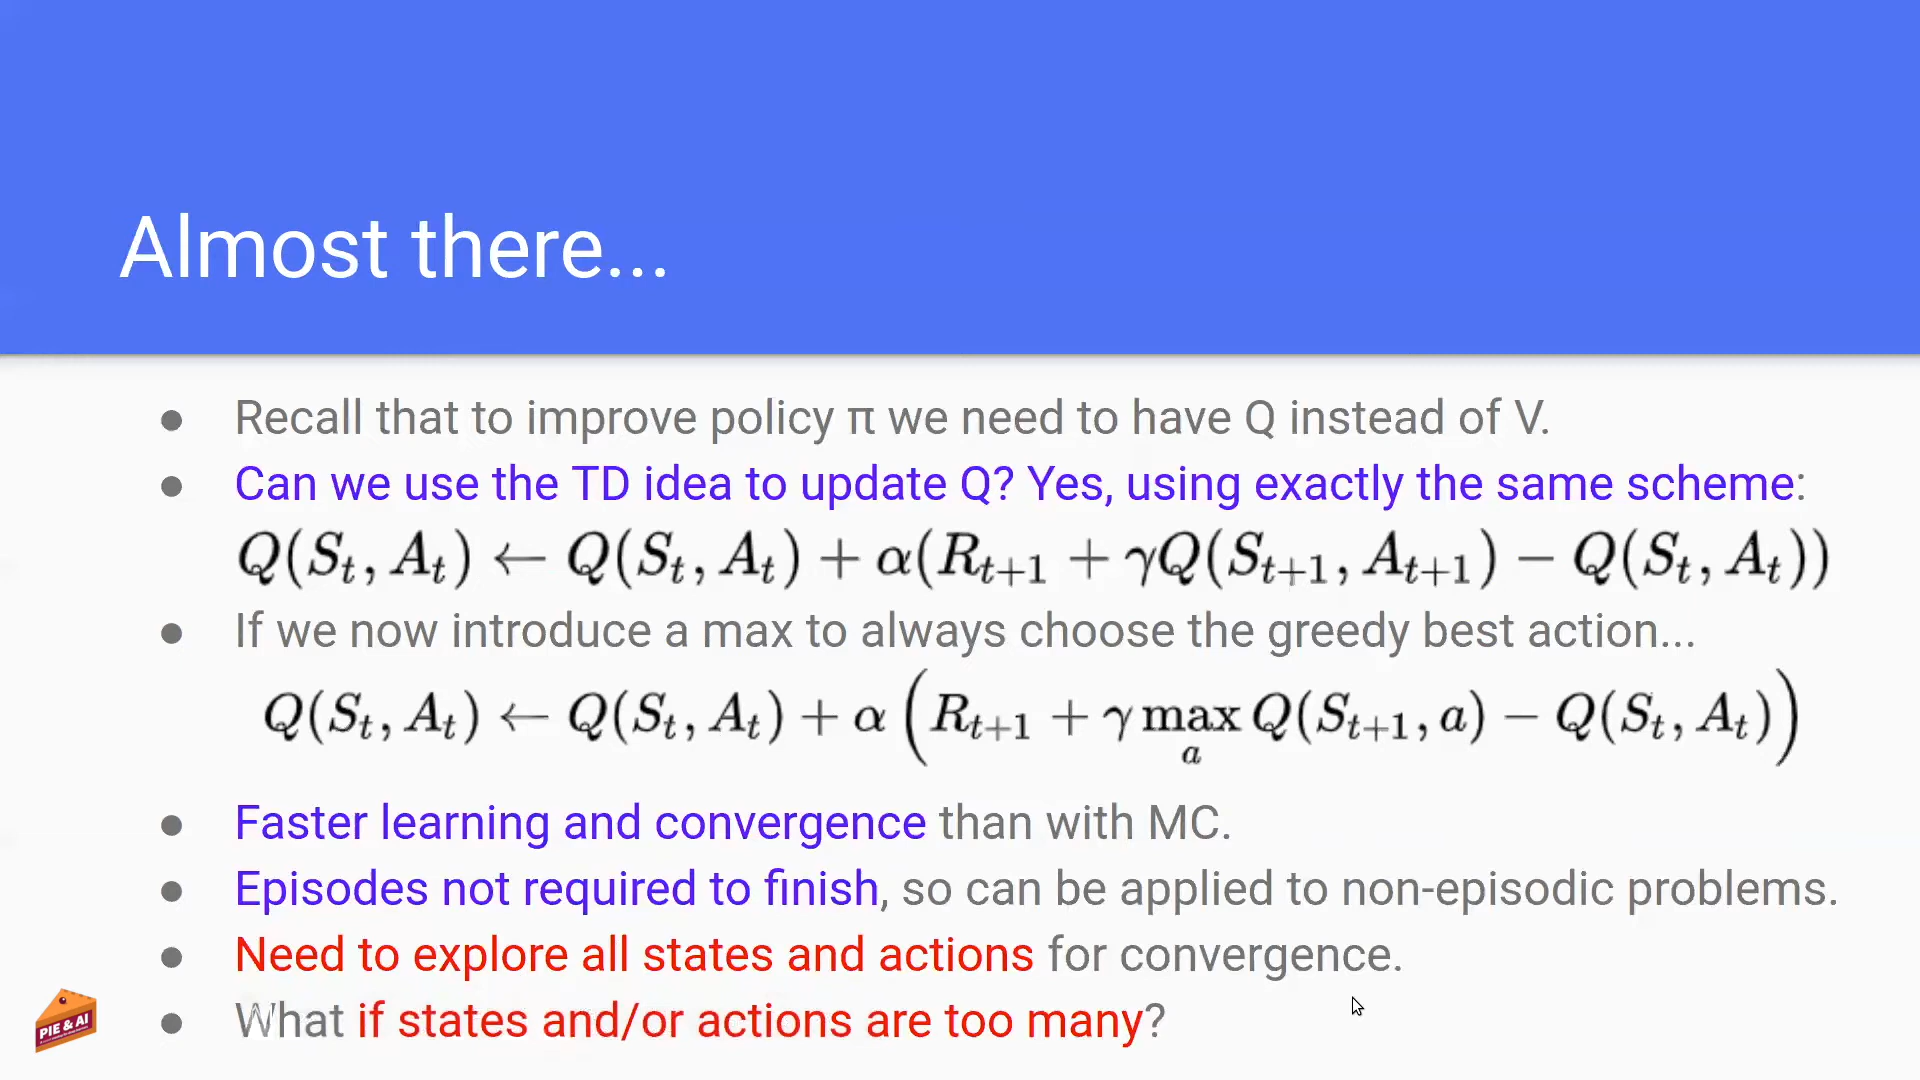 Almost there...
● Recall that to improve policy π we need to have Q instead of V.
● Can we use the TD idea to update Q? Yes, using exactly the same scheme:
Q(S_t, A_t) ← Q(S_t, A_t) + α(R_{t+1} + γQ(S_{t+1}, A_{t+1}) − Q(S_t, A_t))
● If we now introduce a max to always choose the greedy best action...
Q(S_t, A_t) ← Q(S_t, A_t) + α(R_{t+1} + γ max_a Q(S_{t+1}, a) − Q(S_t, A_t))
● Faster learning and convergence than with MC.
● Episodes not required to finish, so can be applied to non-episodic problems.
● Need to explore all states and actions for convergence.
● What if states and/or actions are too many?
PIE & AI